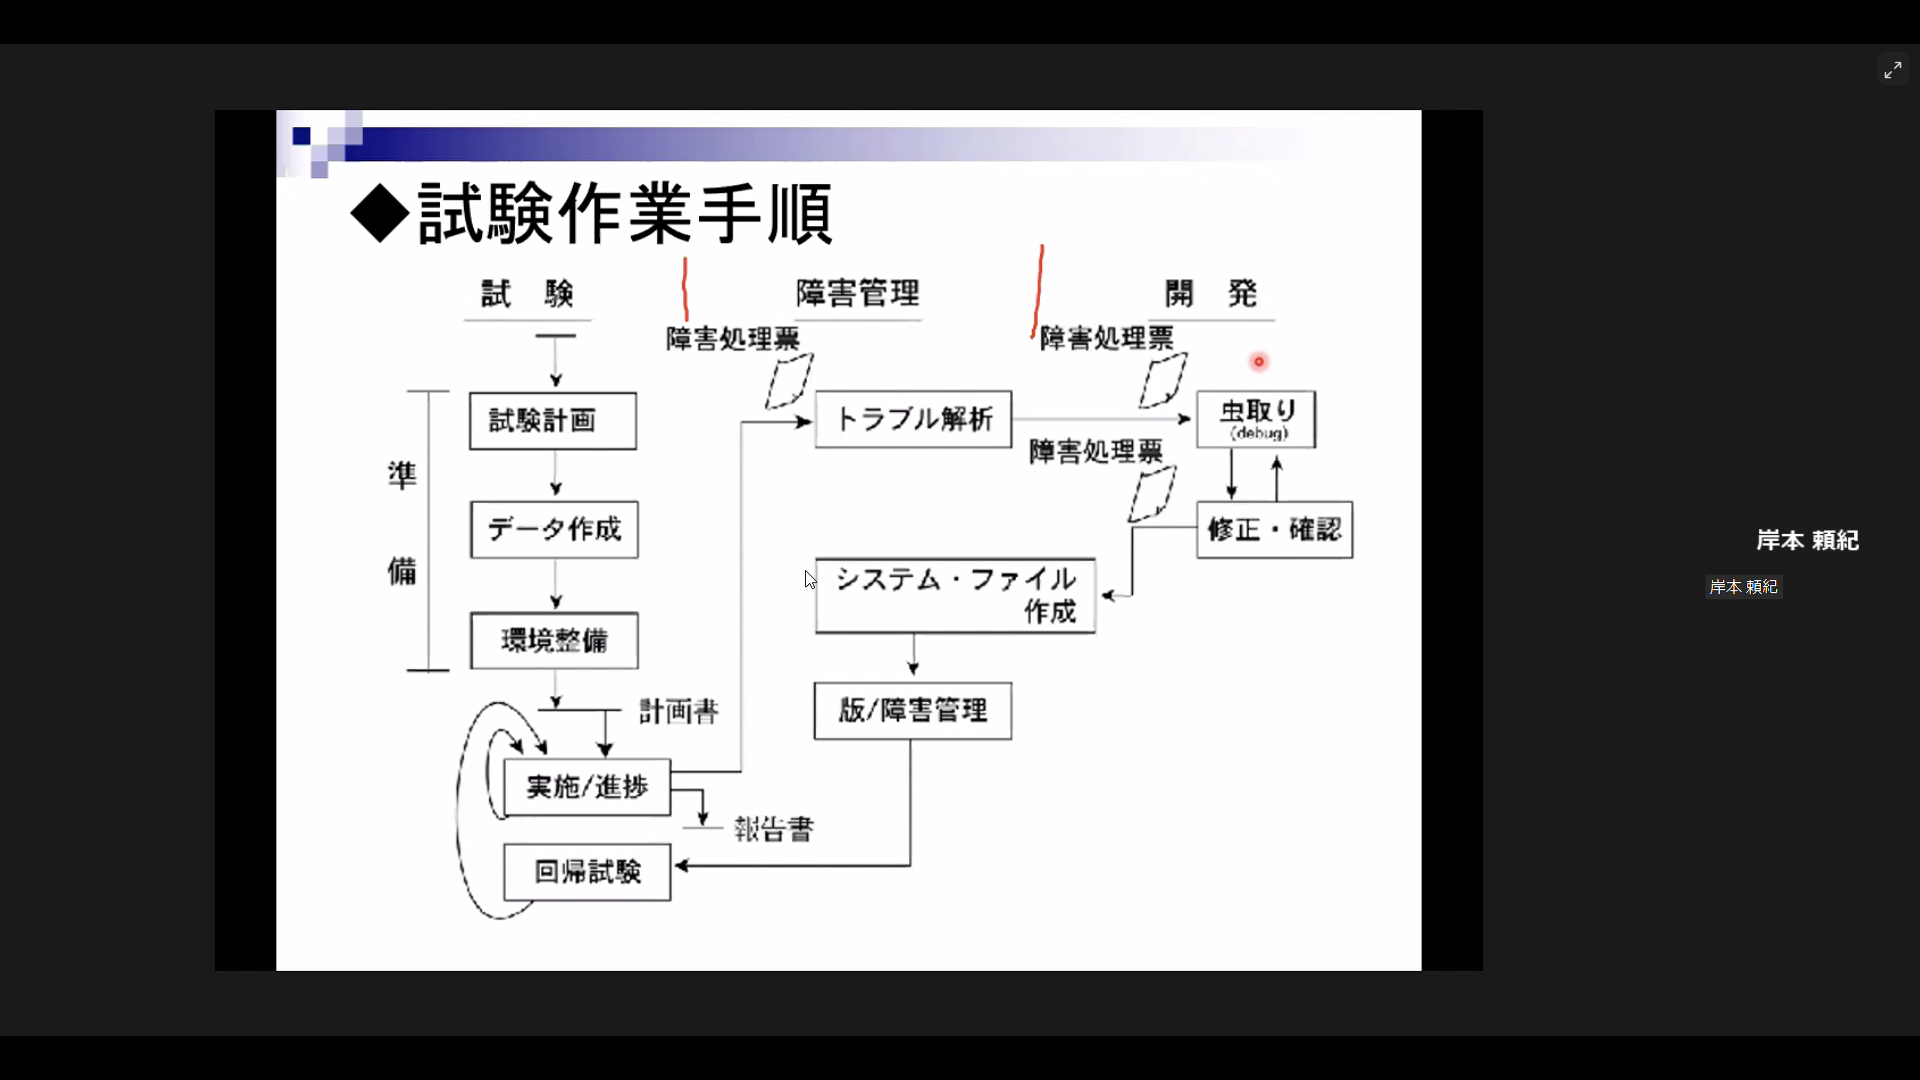 ◆試験作業手順
試 験
障害管理
開 発
障害処理票
障害処理票
試験計画
トラブル解析
虫取り
(debug)
障害処理票
準
備
データ作成
修正・確認
システム・ファイル
作成
環境整備
計画書
版/障害管理
実施/進捗
報告書
回帰試験
岸本 頼紀
岸本 頼紀